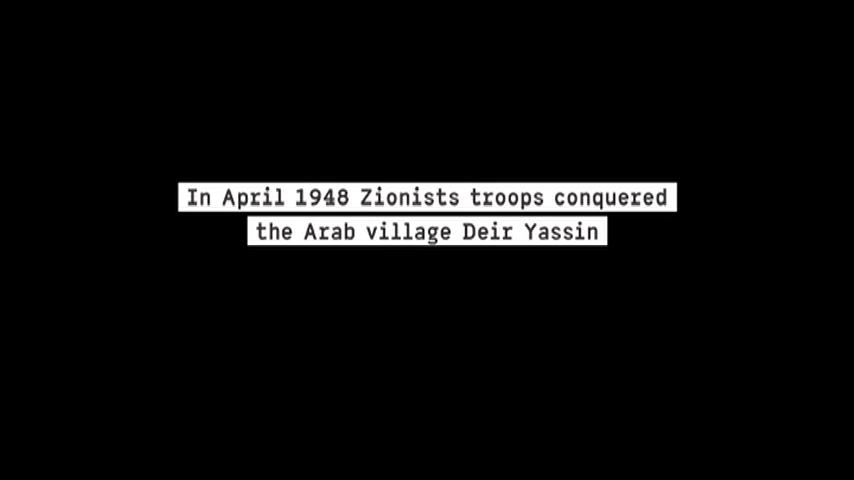 In April 1948 Zionists troops conquered
the Arab village Deir Yassin